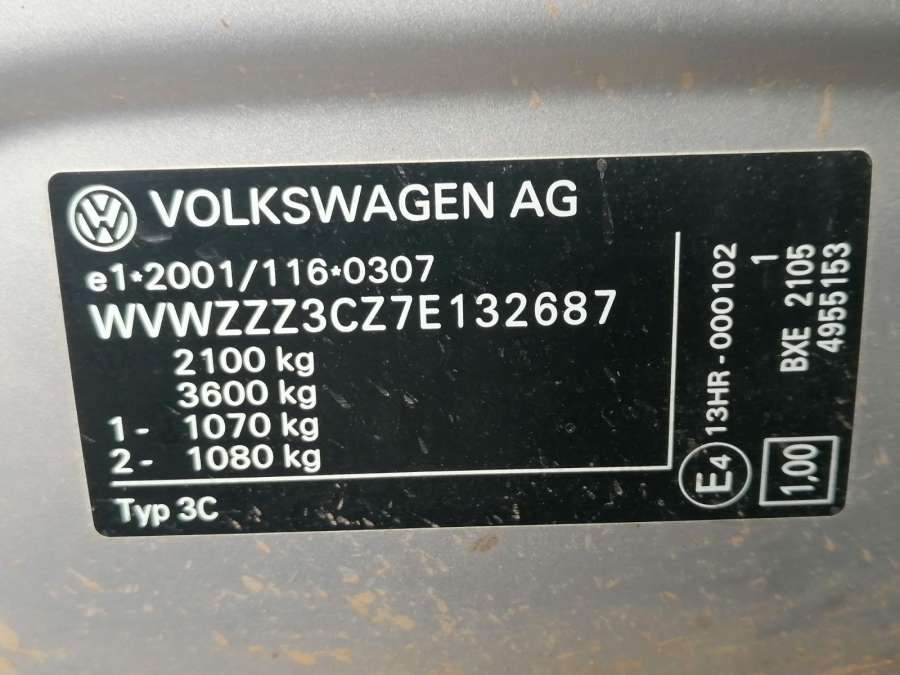 VOLKSWAGEN AG
e1*2001/116*0307
WVWZZZ3CZ7E132687
2100 kg
3600 kg
1- 1070 kg
2- 1080 kg
Typ 3C
E4 13HR-000102
1
BXE 2105
4955153
1,00